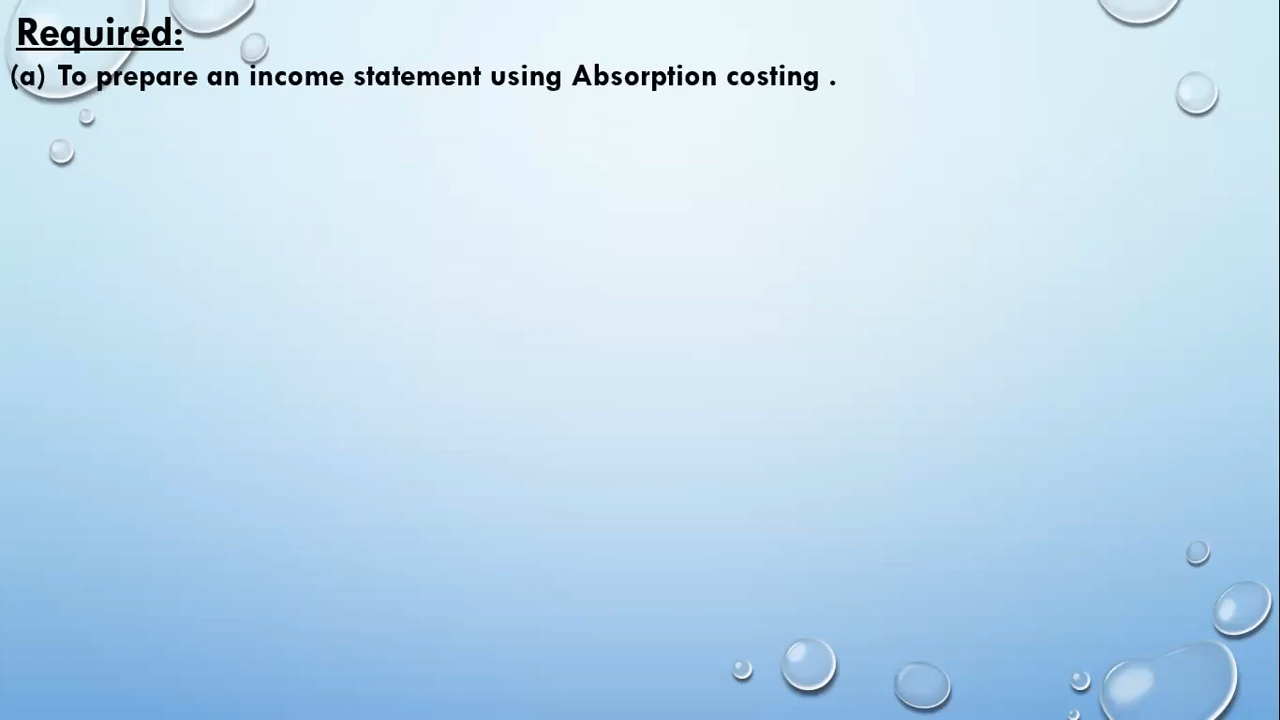 Required:
(a) To prepare an income statement using Absorption costing .